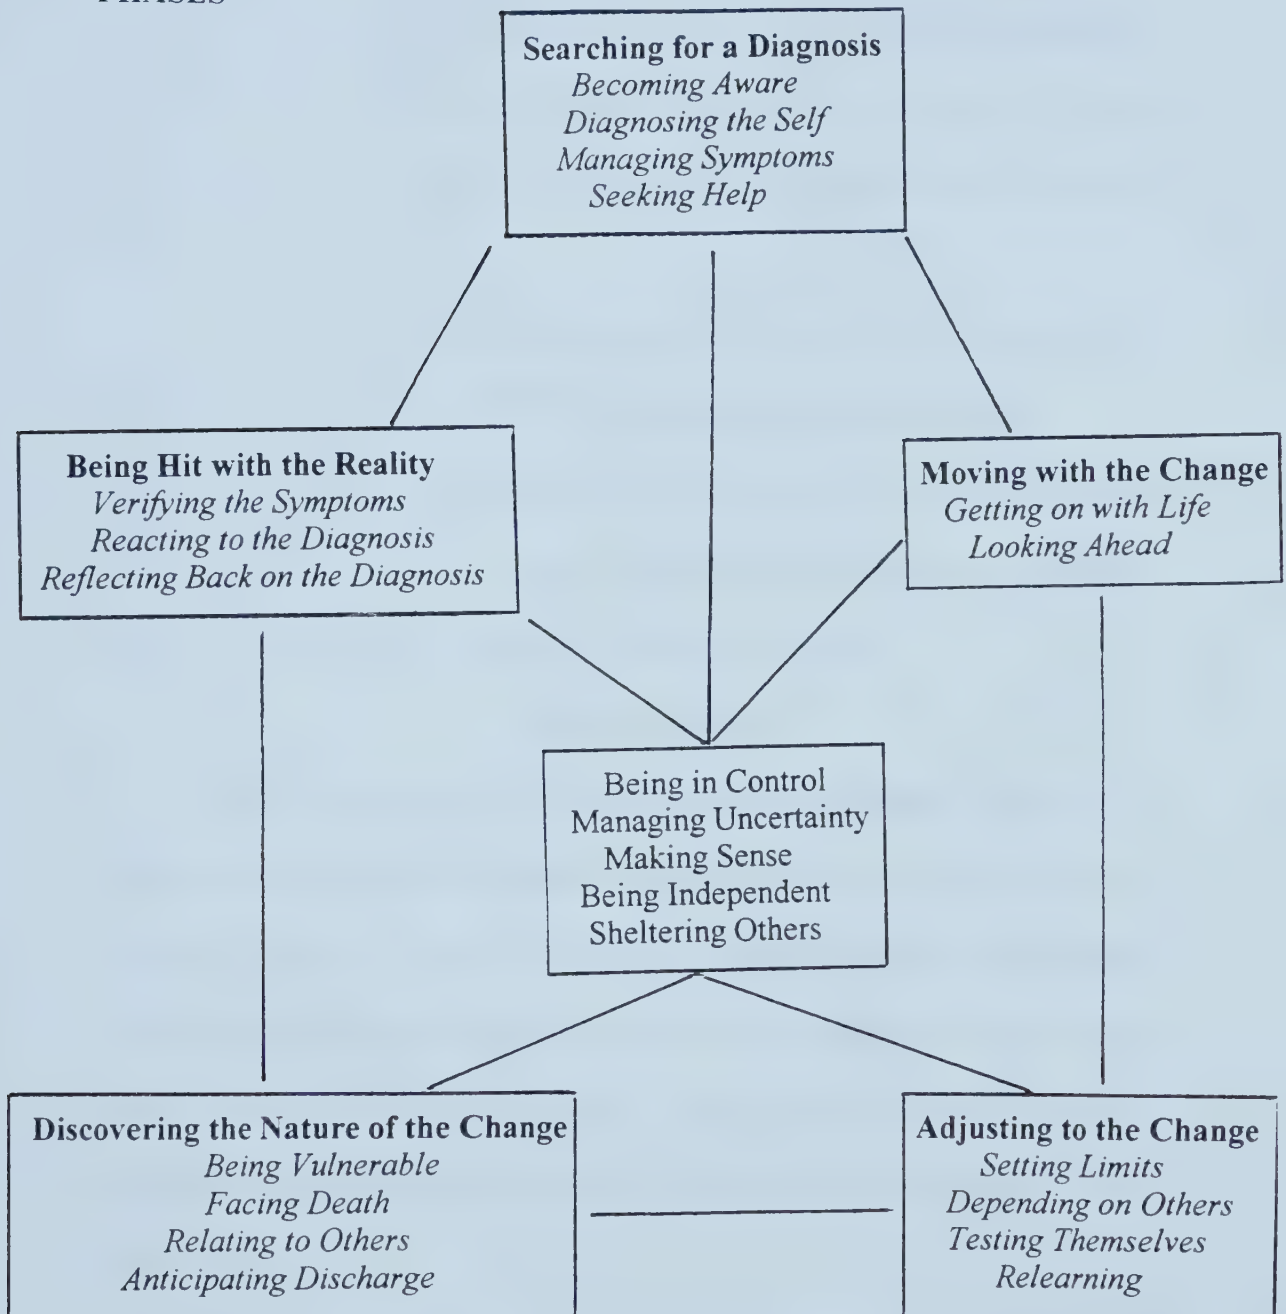 PHASES
Searching for a Diagnosis
Becoming Aware
Diagnosing the Self
Managing Symptoms
Seeking Help
Being Hit with the Reality
Verifying the Symptoms
Reacting to the Diagnosis
Reflecting Back on the Diagnosis
Moving with the Change
Getting on with Life
Looking Ahead
Being in Control
Managing Uncertainty
Making Sense
Being Independent
Sheltering Others
Discovering the Nature of the Change
Being Vulnerable
Facing Death
Relating to Others
Anticipating Discharge
Adjusting to the Change
Setting Limits
Depending on Others
Testing Themselves
Relearning